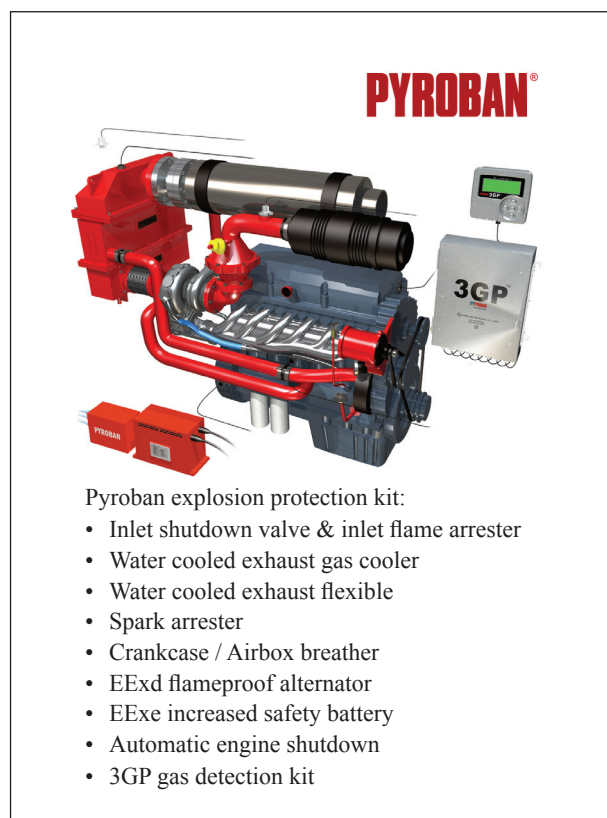 PYROBAN®
3GP
3GP
PYROBAN
Pyroban explosion protection kit:
• Inlet shutdown valve & inlet flame arrester
• Water cooled exhaust gas cooler
• Water cooled exhaust flexible
• Spark arrester
• Crankcase / Airbox breather
• EExd flameproof alternator
• EExe increased safety battery
• Automatic engine shutdown
• 3GP gas detection kit